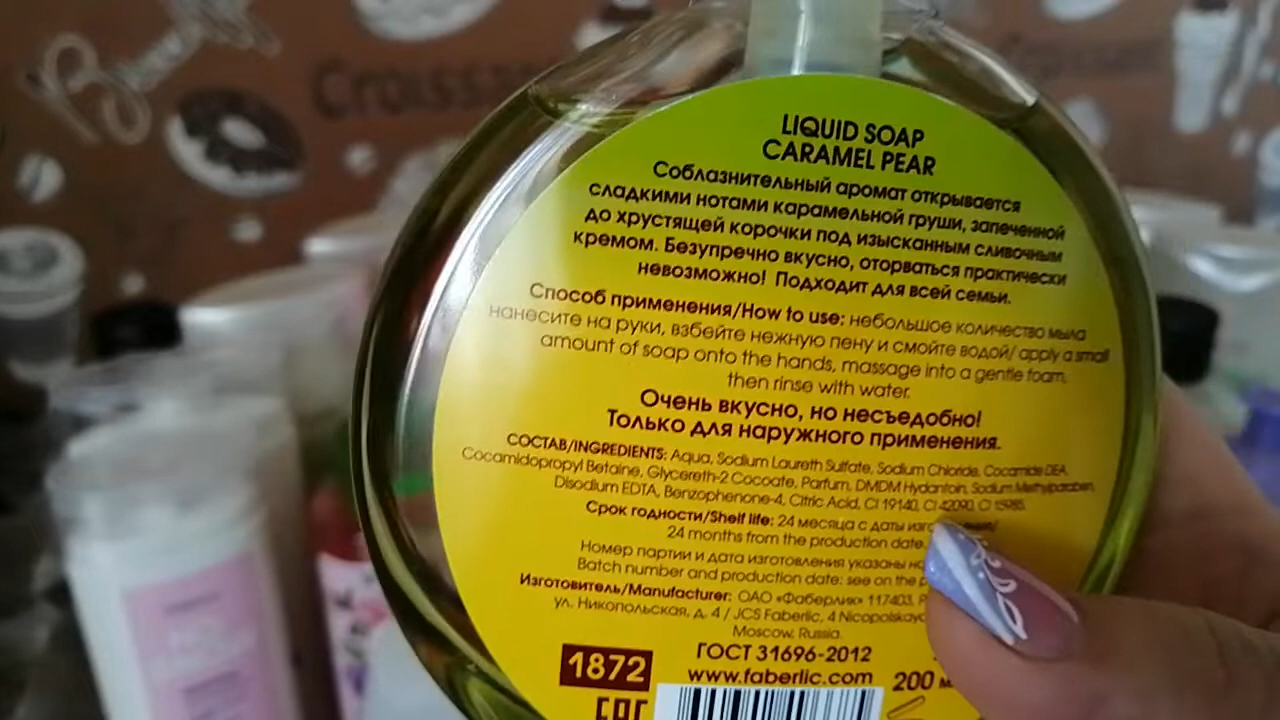 Croissa
LIQUID SOAP
CARAMEL PEAR
Соблазнительный аромат открывается
сладкими нотами карамельной груши, запеченной
до хрустящей корочки под изысканным сливочным
кремом. Безупречно вкусно, оторваться практически
невозможно! Подходит для всей семьи.
Способ применения/How to use: небольшое количество мыла
нанесите на руки, взбейте нежную пену и смойте водой/ apply a small
amount of soap onto the hands, massage into a gentle foam,
then rinse with water.
Очень вкусно, но несъедобно!
Только для наружного применения.
СОСТАВ/INGREDIENTS: Aqua, Sodium Laureth Sulfate, Sodium Chloride, Cocamide DEA,
Cocamidopropyl Betaine, Glycereth-2 Cocoate, Parfum, DMDM Hydantoin, Sodium Methylparaben,
Disodium EDTA, Benzophenone-4, Citric Acid, CI 19140, CI 42090, CI 15985.
Срок годности/Shelf life: 24 месяца с даты
24 months from the production date.
Номер партии и дата изготовления указаны
Batch number and production date: see on the
Изготовитель/Manufacturer: ОАО «Фаберлик» 117403,
ул. Никопольская, д. 4 / JCS Faberlic, 4 Nicopolskaya
Moscow, Russia.
1872
ГОСТ 31696-2012
www.faberlic.com
200
ЕАС